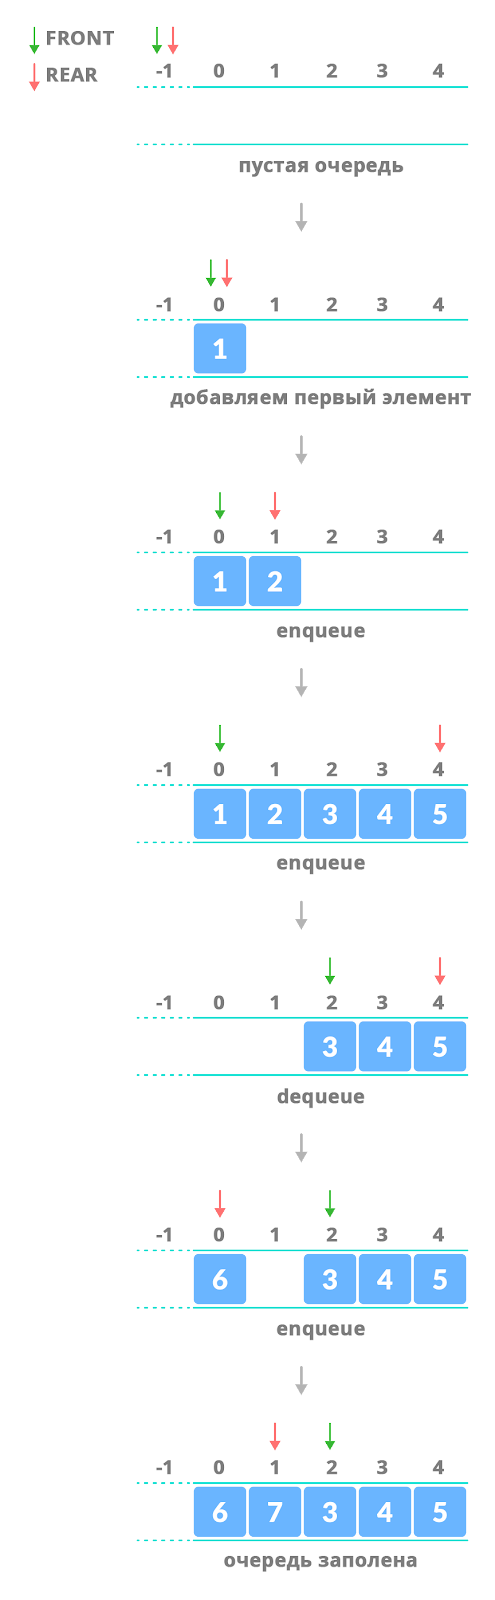 FRONT
REAR
-1 0 1 2 3 4
пустая очередь
-1 0 1 2 3 4
1
добавляем первый элемент
-1 0 1 2 3 4
1 2
enqueue
-1 0 1 2 3 4
1 2 3 4 5
enqueue
-1 0 1 2 3 4
3 4 5
dequeue
-1 0 1 2 3 4
6 3 4 5
enqueue
-1 0 1 2 3 4
6 7 3 4 5
очередь заполена